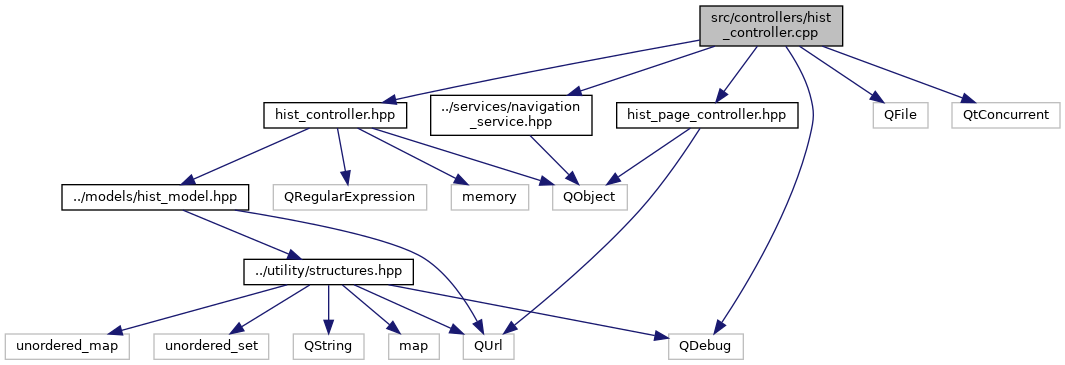 src/controllers/hist
_controller.cpp
hist_controller.hpp
../services/navigation
_service.hpp
hist_page_controller.hpp
QFile
QtConcurrent
../models/hist_model.hpp
QRegularExpression
memory
QObject
../utility/structures.hpp
unordered_map
unordered_set
QString
map
QUrl
QDebug